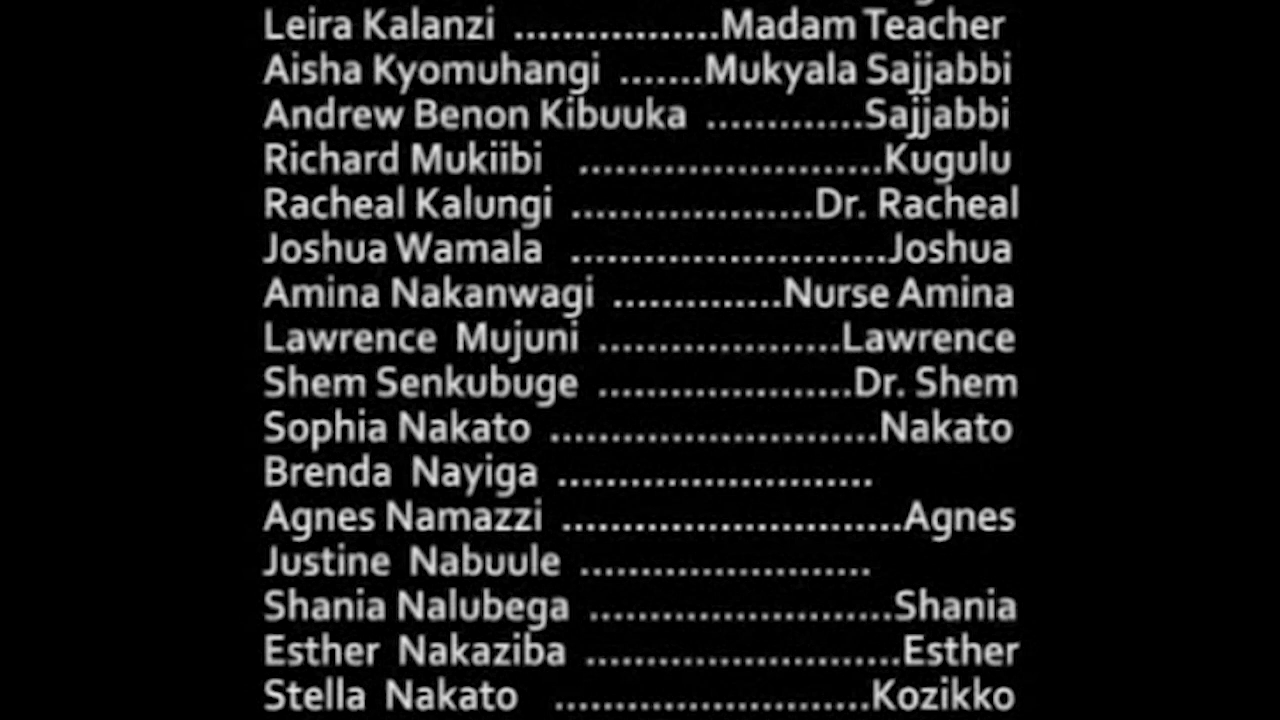 Leira Kalanzi .................Madam Teacher
Aisha Kyomuhangi .......Mukyala Sajjabbi
Andrew Benon Kibuuka .............Sajjabbi
Richard Mukiibi .........................Kugulu
Racheal Kalungi ....................Dr. Racheal
Joshua Wamala ..........................Joshua
Amina Nakanwagi ..............Nurse Amina
Lawrence Mujuni ....................Lawrence
Shem Senkubuge .....................Dr. Shem
Sophia Nakato ...........................Nakato
Brenda Nayiga ..........................
Agnes Namazzi ............................Agnes
Justine Nabuule ........................
Shania Nalubega .........................Shania
Esther Nakaziba ..........................Esther
Stella Nakato ..........................Kozikko